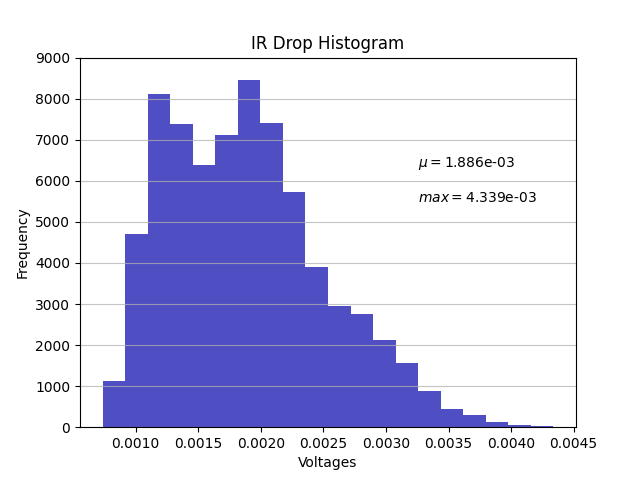 IR Drop Histogram
9000
8000
7000
6000
5000
4000
3000
2000
1000
0
Frequency
μ = 1.886e-03
max = 4.339e-03
0.0010 0.0015 0.0020 0.0025 0.0030 0.0035 0.0040 0.0045
Voltages